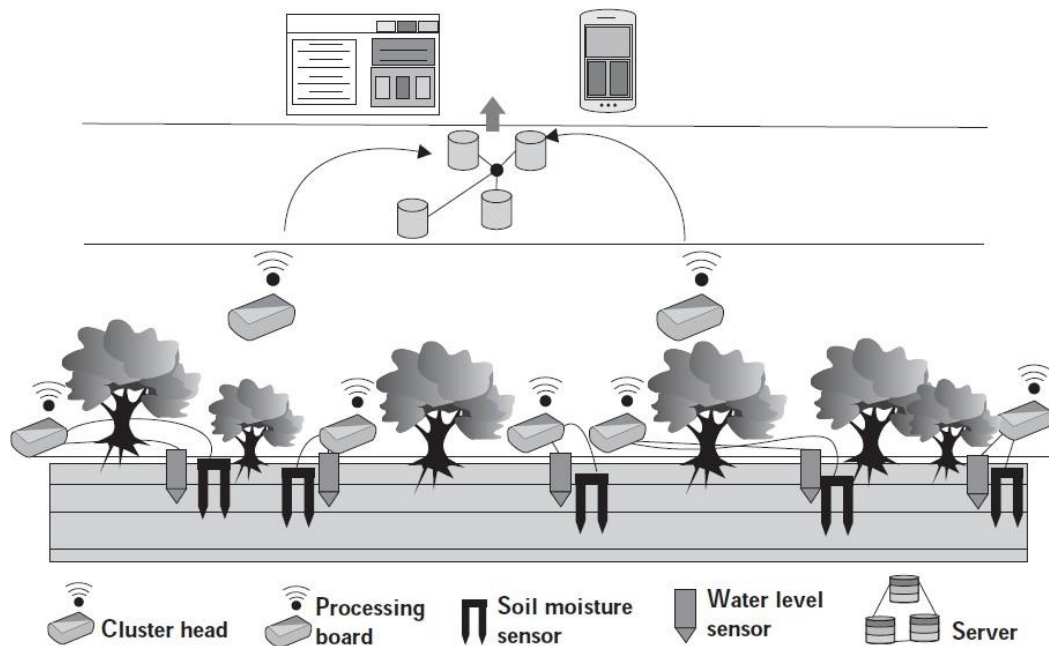 Cluster head
Processing
board
Soil moisture
sensor
Water level
sensor
Server